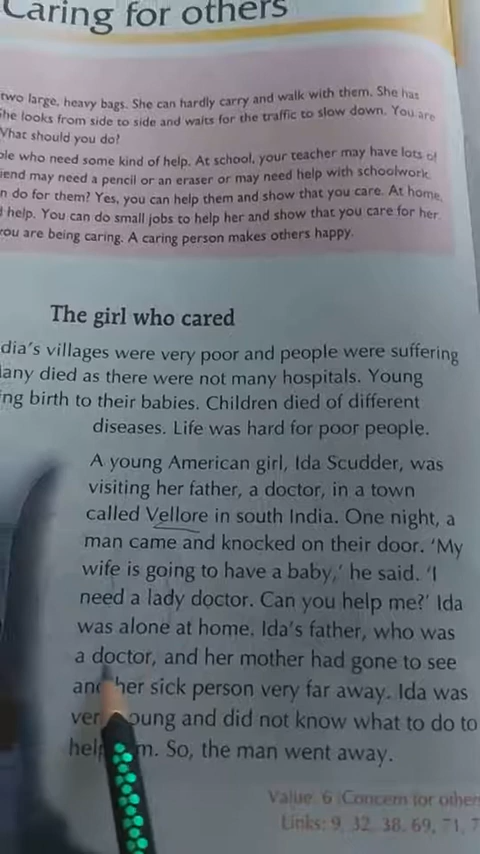 Caring for others
two large, heavy bags. She can hardly carry and walk with them. She has
She looks from side to side and waits for the traffic to slow down. You are
What should you do?
ple who need some kind of help. At school, your teacher may have lots of
iend may need a pencil or an eraser or may need help with schoolwork.
n do for them? Yes, you can help them and show that you care. At home,
help. You can do small jobs to help her and show that you care for her.
you are being caring. A caring person makes others happy.
The girl who cared
dia's villages were very poor and people were suffering
Many died as there were not many hospitals. Young
ing birth to their babies. Children died of different
diseases. Life was hard for poor people.
A young American girl, Ida Scudder, was
visiting her father, a doctor, in a town
called Vellore in south India. One night, a
man came and knocked on their door. 'My
wife is going to have a baby,' he said. 'I
need a lady doctor. Can you help me?' Ida
was alone at home. Ida's father, who was
a doctor, and her mother had gone to see
another sick person very far away. Ida was
very young and did not know what to do to
help him. So, the man went away.
Value: 6 Concern for other
Links: 9, 32, 38, 69, 71, 7